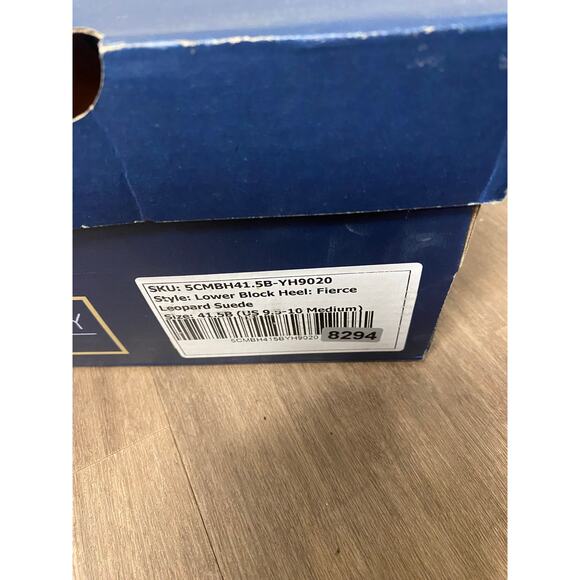 SKU: 5CMBH41.5B-YH9020
Style: Lower Block Heel: Fierce
Leopard Suede
Size: 41.5B (US 9.5-10 Medium)
5CMBH415BYH9020
8294
Y